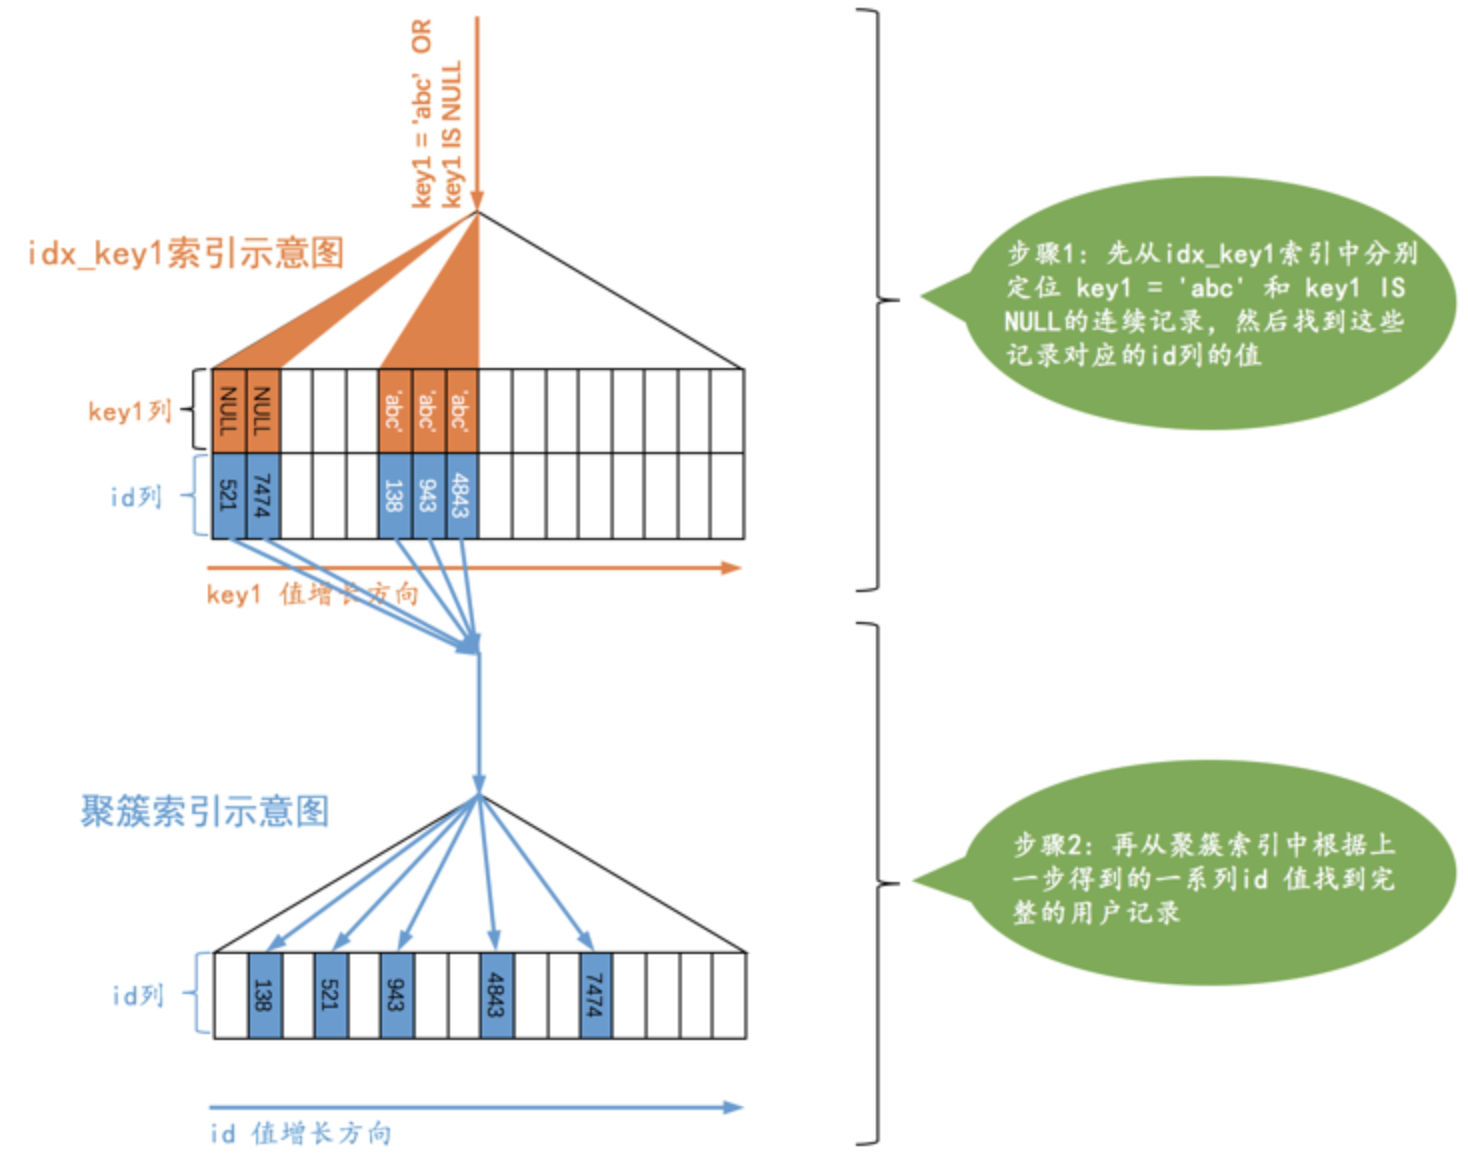 key1 = 'abc' OR
key1 IS NULL
idx_key1索引示意图
key1列
NULL
NULL
'abc'
'abc'
'abc'
id列
521
7474
138
943
4843
key1 值增长方向
步骤1：先从idx_key1索引中分别
定位 key1 = 'abc' 和 key1 IS
NULL的连续记录，然后找到这些
记录对应的id列的值
聚簇索引示意图
id列
138
521
943
4843
7474
id 值增长方向
步骤2：再从聚簇索引中根据上
一步得到的一系列id 值找到完
整的用户记录